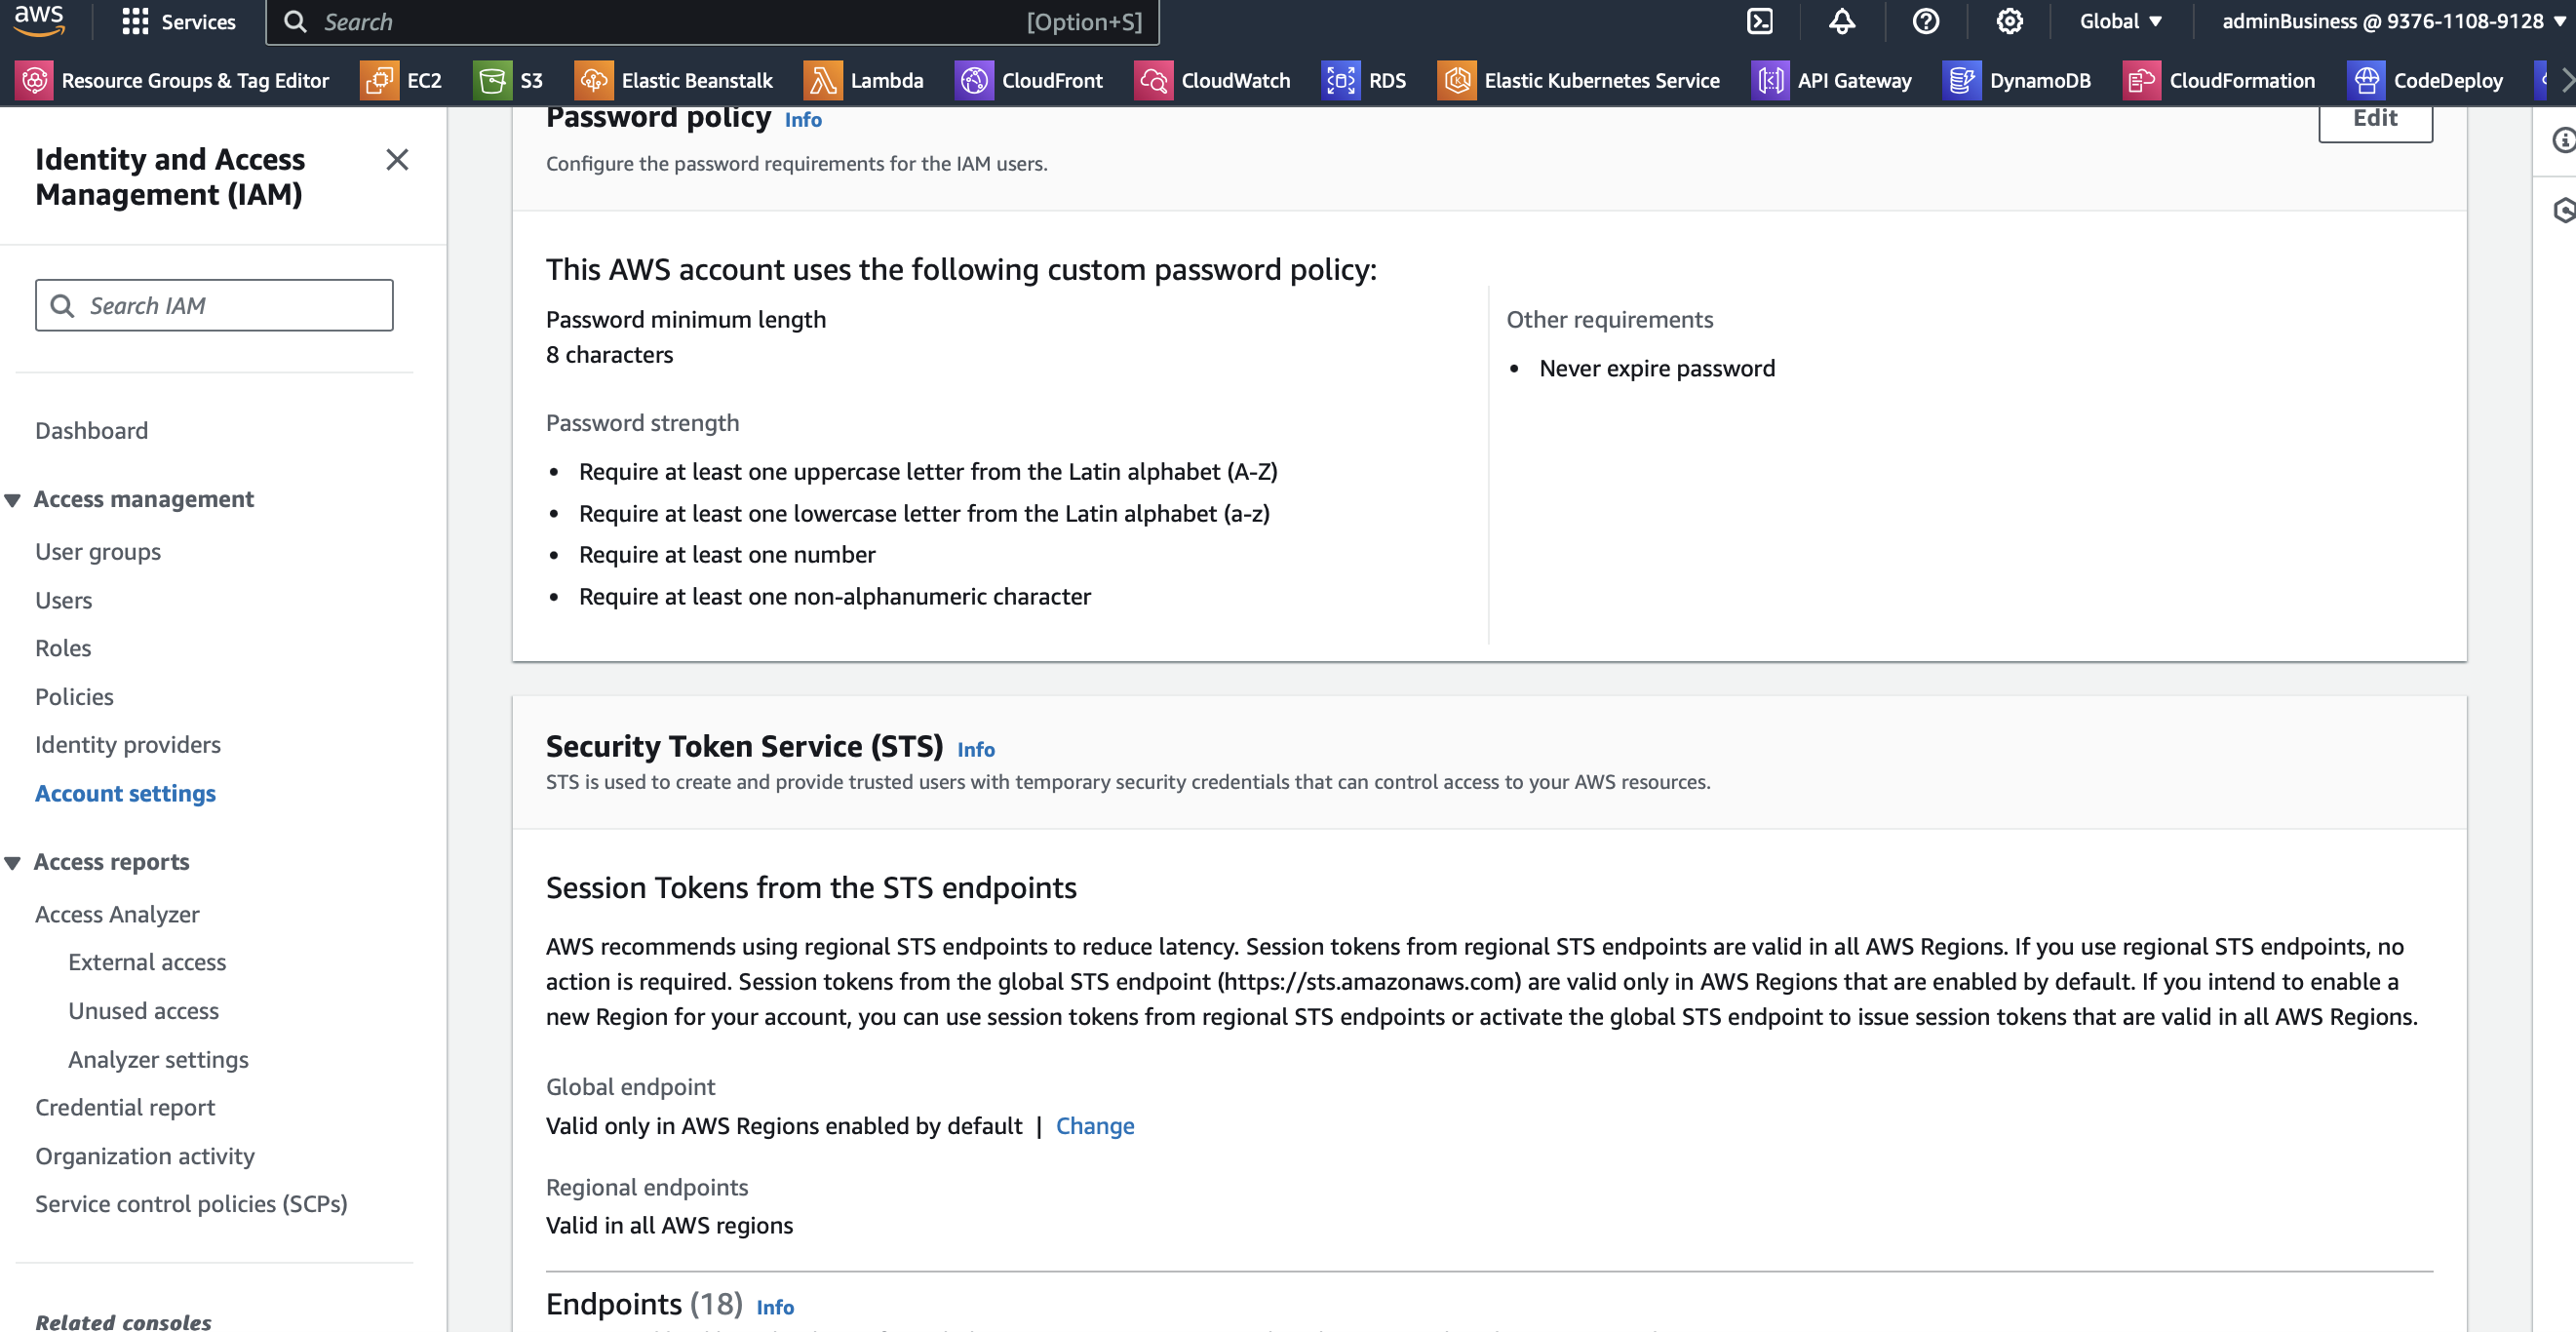 aws
Services
Search
[Option+S]
Global ▼
adminBusiness @ 9376-1108-9128 ▼
Resource Groups & Tag Editor
EC2
S3
Elastic Beanstalk
Lambda
CloudFront
CloudWatch
RDS
Elastic Kubernetes Service
API Gateway
DynamoDB
CloudFormation
CodeDeploy
Identity and Access
Management (IAM)
Search IAM
Dashboard
Access management
User groups
Users
Roles
Policies
Identity providers
Account settings
Access reports
Access Analyzer
External access
Unused access
Analyzer settings
Credential report
Organization activity
Service control policies (SCPs)
Related consoles
Password policy Info
Edit
Configure the password requirements for the IAM users.
This AWS account uses the following custom password policy:
Password minimum length
8 characters
Password strength
• Require at least one uppercase letter from the Latin alphabet (A-Z)
• Require at least one lowercase letter from the Latin alphabet (a-z)
• Require at least one number
• Require at least one non-alphanumeric character
Other requirements
• Never expire password
Security Token Service (STS) Info
STS is used to create and provide trusted users with temporary security credentials that can control access to your AWS resources.
Session Tokens from the STS endpoints
AWS recommends using regional STS endpoints to reduce latency. Session tokens from regional STS endpoints are valid in all AWS Regions. If you use regional STS endpoints, no
action is required. Session tokens from the global STS endpoint (https://sts.amazonaws.com) are valid only in AWS Regions that are enabled by default. If you intend to enable a
new Region for your account, you can use session tokens from regional STS endpoints or activate the global STS endpoint to issue session tokens that are valid in all AWS Regions.
Global endpoint
Valid only in AWS Regions enabled by default | Change
Regional endpoints
Valid in all AWS regions
Endpoints (18) Info